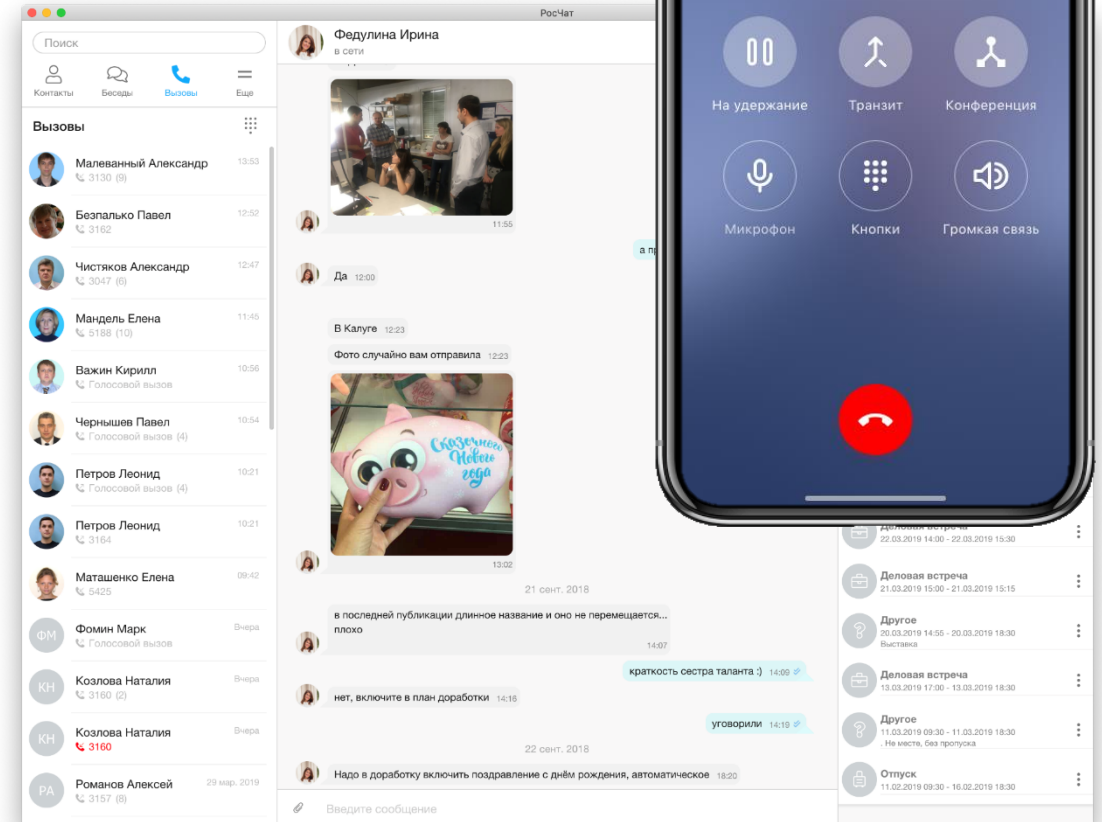 РосЧат
Поиск
Контакты
Беседы
Вызовы
Еще
Вызовы
Малеванный Александр 13:53
3130 (9)
Безпалько Павел 12:52
3162
Чистяков Александр 12:47
3047 (6)
Мандель Елена 11:45
5188 (10)
Важин Кирилл 10:56
Голосовой вызов
Чернышев Павел 10:54
Голосовой вызов (4)
Петров Леонид 10:21
Голосовой вызов (4)
Петров Леонид 10:21
3164
Маташенко Елена 09:42
5425
ФМ
Фомин Марк Вчера
Голосовой вызов
КН
Козлова Наталия Вчера
3160 (2)
КН
Козлова Наталия Вчера
3160
РА
Романов Алексей 29 мар. 2019
3157 (8)
Федулина Ирина
в сети
11:55
Да 12:00
В Калуге 12:23
Фото случайно вам отправила 12:23
Сказочного
Нового
года
13:02
21 сент. 2018
в последней публикации длинное название и оно не перемещается...
плохо
14:07
краткость сестра таланта :) 14:09
нет, включите в план доработки 14:16
уговорили 14:19
22 сент. 2018
Надо в доработку включить поздравление с днём рождения, автоматическое 18:20
Введите сообщение
На удержание
Транзит
Конференция
Микрофон
Кнопки
Громкая связь
Деловая встреча
22.03.2019 14:00 - 22.03.2019 15:30
Деловая встреча
21.03.2019 15:00 - 21.03.2019 15:15
Другое
20.03.2019 14:55 - 20.03.2019 18:30
Выставка
Деловая встреча
13.03.2019 17:00 - 13.03.2019 18:30
Другое
11.03.2019 09:30 - 11.03.2019 18:30
. Не месте, без пропуска
Отпуск
11.02.2019 09:30 - 16.02.2019 18:30